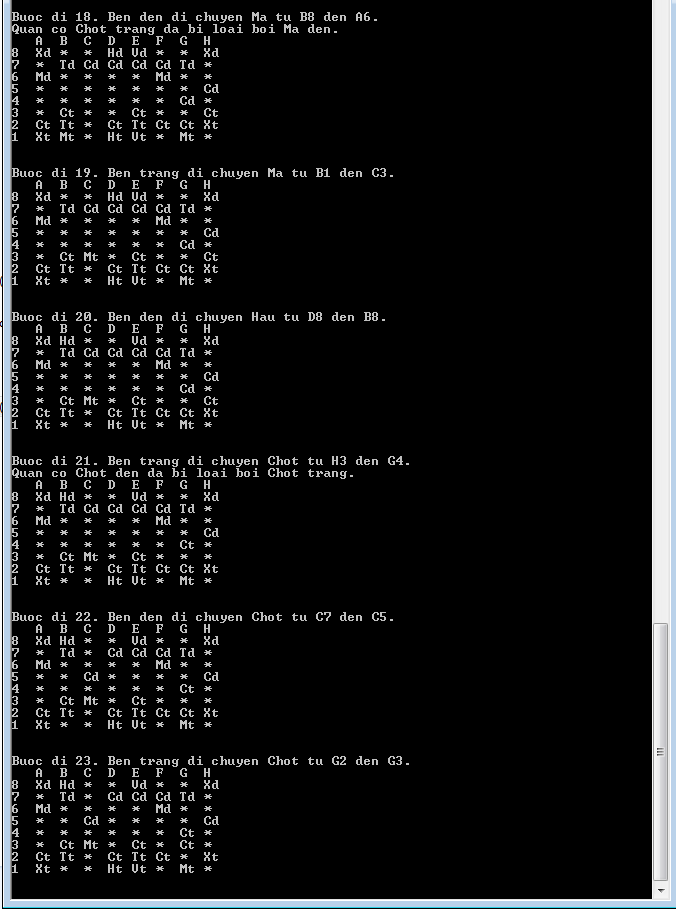 Buoc di 18. Ben den di chuyen Ma tu B8 den A6.
Quan co Chot trang da bi loai boi Ma den.
A B C D E F G H
8 Xd * * Hd Vd * * Xd
7 * Td Cd Cd Cd Cd Td *
6 Md * * * * Md * *
5 * * * * * * * Cd
4 * * * * * * Cd *
3 * Ct * * Ct * * Ct
2 Ct Tt * Ct Tt Ct Ct Xt
1 Xt Mt * Ht Vt * Mt *
Buoc di 19. Ben trang di chuyen Ma tu B1 den C3.
A B C D E F G H
8 Xd * * Hd Vd * * Xd
7 * Td Cd Cd Cd Cd Td *
6 Md * * * * Md * *
5 * * * * * * * Cd
4 * * * * * * Cd *
3 * Ct Mt * Ct * * Ct
2 Ct Tt * Ct Tt Ct Ct Xt
1 Xt * * Ht Vt * Mt *
Buoc di 20. Ben den di chuyen Hau tu D8 den B8.
A B C D E F G H
8 Xd Hd * * Vd * * Xd
7 * Td Cd Cd Cd Cd Td *
6 Md * * * * Md * *
5 * * * * * * * Cd
4 * * * * * * Cd *
3 * Ct Mt * Ct * * Ct
2 Ct Tt * Ct Tt Ct Ct Xt
1 Xt * * Ht Vt * Mt *
Buoc di 21. Ben trang di chuyen Chot tu H3 den G4.
Quan co Chot den da bi loai boi Chot trang.
A B C D E F G H
8 Xd Hd * * Vd * * Xd
7 * Td Cd Cd Cd Cd Td *
6 Md * * * * Md * *
5 * * * * * * * Cd
4 * * * * * * Ct *
3 * Ct Mt * Ct * * *
2 Ct Tt * Ct Tt Ct Ct Xt
1 Xt * * Ht Vt * Mt *
Buoc di 22. Ben den di chuyen Chot tu C7 den C5.
A B C D E F G H
8 Xd Hd * * Vd * * Xd
7 * Td * Cd Cd Cd Td *
6 Md * * * * Md * *
5 * * Cd * * * * Cd
4 * * * * * * Ct *
3 * Ct Mt * Ct * * *
2 Ct Tt * Ct Tt Ct Ct Xt
1 Xt * * Ht Vt * Mt *
Buoc di 23. Ben trang di chuyen Chot tu G2 den G3.
A B C D E F G H
8 Xd Hd * * Vd * * Xd
7 * Td * Cd Cd Cd Td *
6 Md * * * * Md * *
5 * * Cd * * * * Cd
4 * * * * * * Ct *
3 * Ct Mt * Ct * Ct *
2 Ct Tt * Ct Tt Ct * Xt
1 Xt * * Ht Vt * Mt *